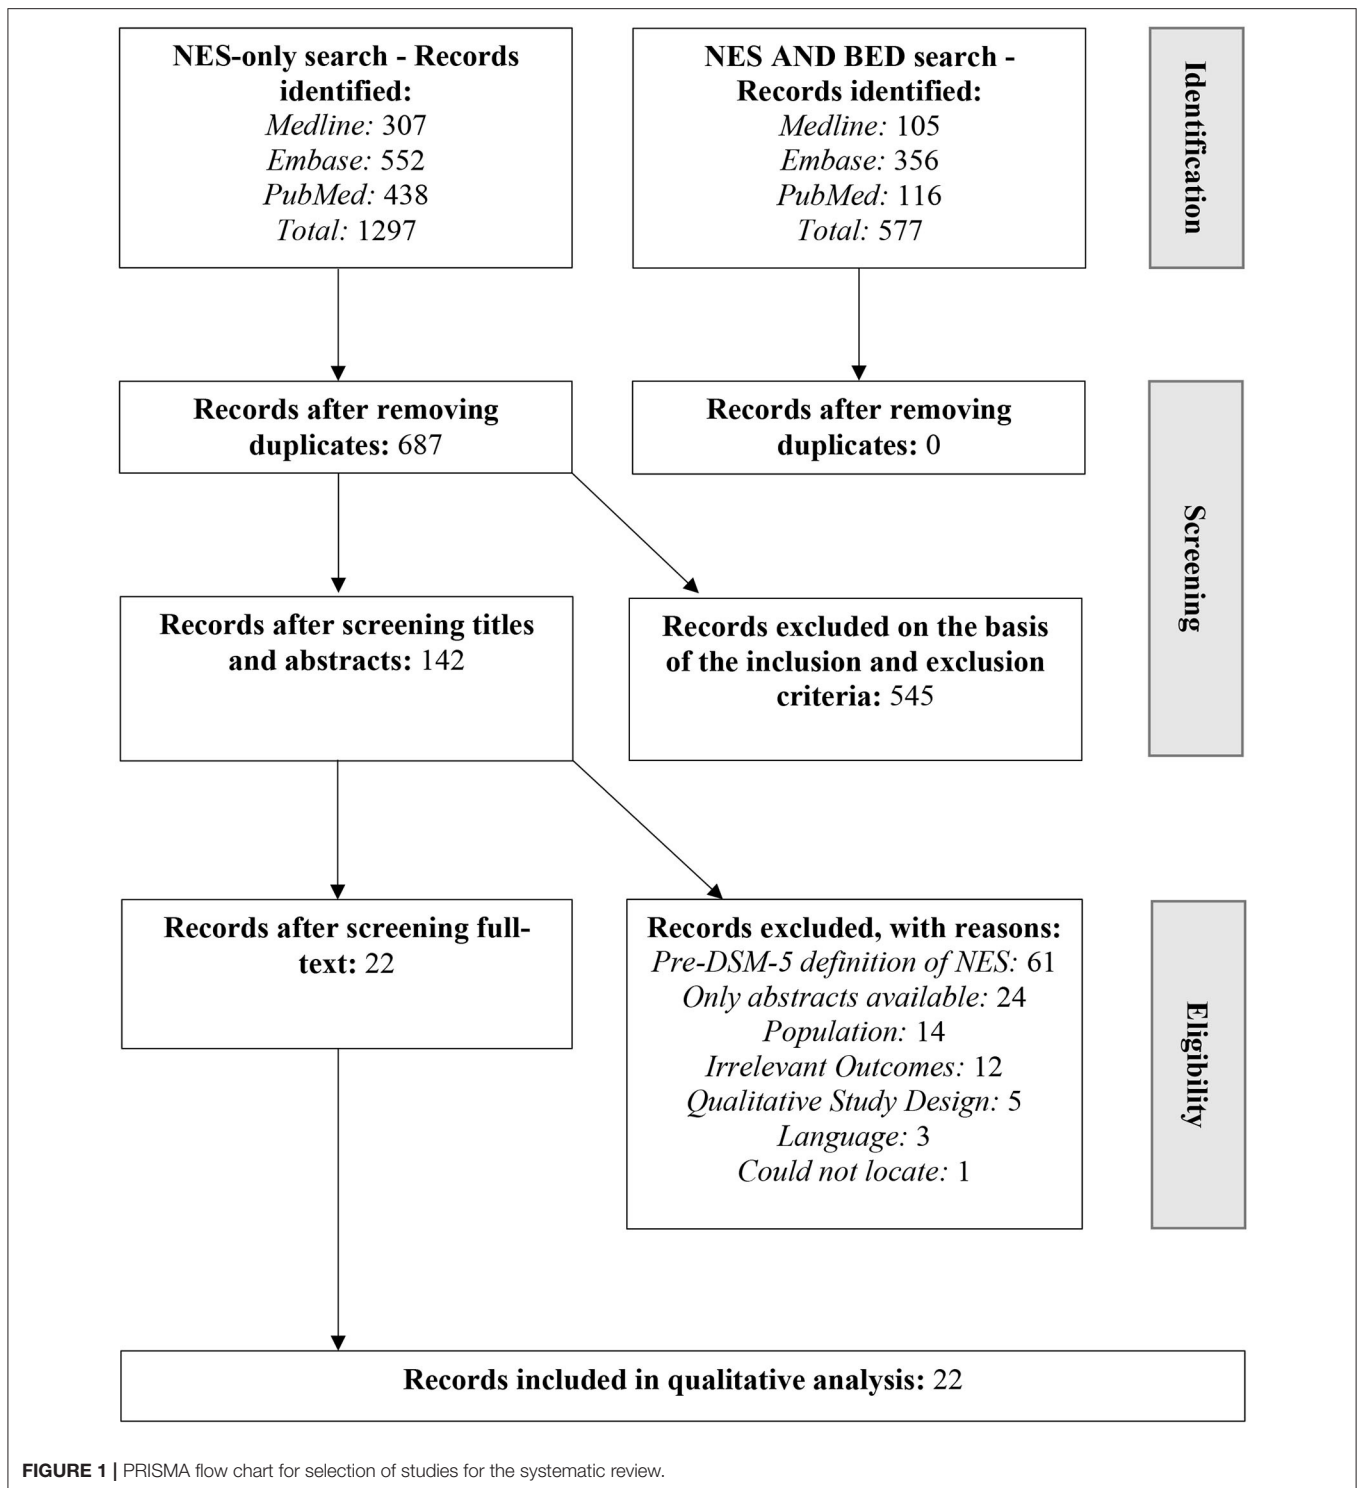 NES-only search - Records
identified:
Medline: 307
Embase: 552
PubMed: 438
Total: 1297
NES AND BED search -
Records identified:
Medline: 105
Embase: 356
PubMed: 116
Total: 577
Identification
Records after removing
duplicates: 687
Records after removing
duplicates: 0
Screening
Records after screening titles
and abstracts: 142
Records excluded on the basis
of the inclusion and exclusion
criteria: 545
Records after screening full-
text: 22
Records excluded, with reasons:
Pre-DSM-5 definition of NES: 61
Only abstracts available: 24
Population: 14
Irrelevant Outcomes: 12
Qualitative Study Design: 5
Language: 3
Could not locate: 1
Eligibility
Records included in qualitative analysis: 22
FIGURE 1 | PRISMA flow chart for selection of studies for the systematic review.